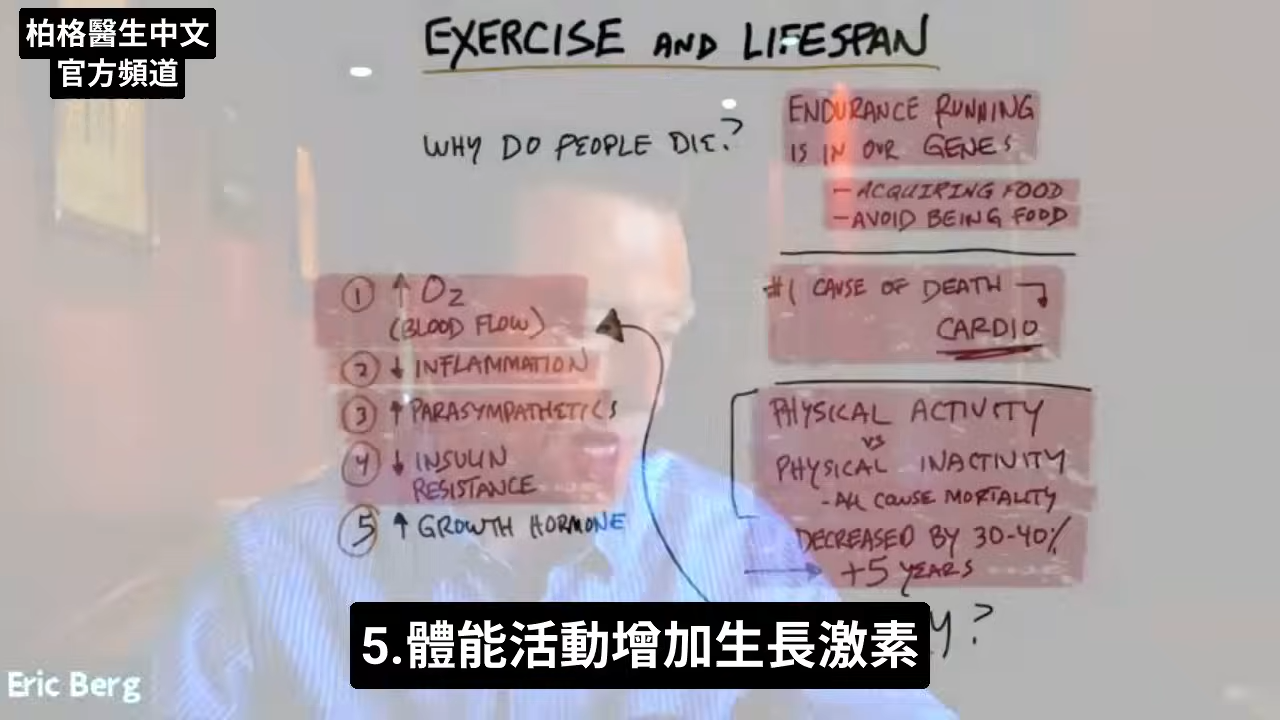 柏格醫生中文
官方頻道
EXERCISE AND LIFESPAN
WHY DO PEOPLE DIE?
ENDURANCE RUNNING
IS IN OUR GENES
- ACQUIRING FOOD
- AVOID BEING FOOD
#1 CAUSE OF DEATH
CARDIO
① ↑ O2
(BLOOD FLOW)
② ↓ INFLAMMATION
③ ↑ PARASYMPATHETICS
④ ↓ INSULIN
RESISTANCE
⑤ ↑ GROWTH HORMONE
PHYSICAL ACTIVITY
VS
PHYSICAL INACTIVITY
- ALL CAUSE MORTALITY
DECREASED BY 30-40%
+5 YEARS
Y?
5.體能活動增加生長激素
Eric Berg